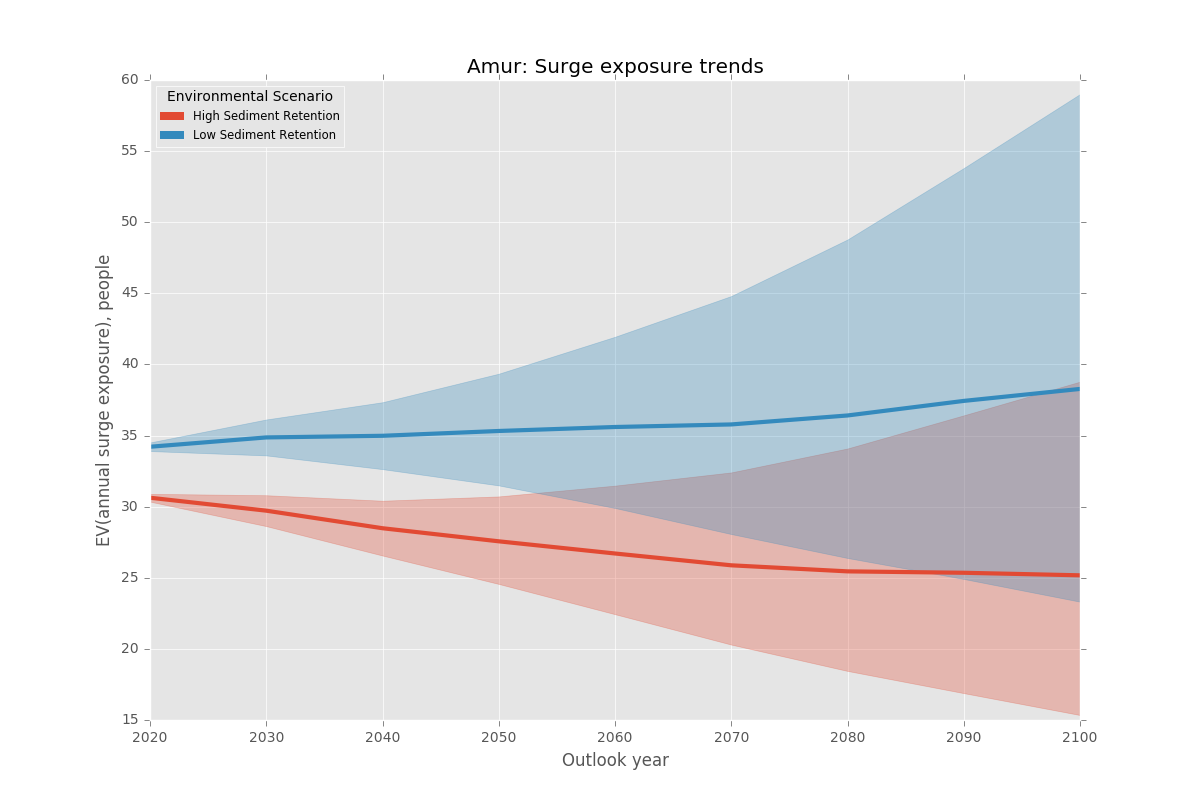 Amur: Surge exposure trends
Environmental Scenario
High Sediment Retention
Low Sediment Retention
EV(annual surge exposure), people
60
55
50
45
40
35
30
25
20
15
2020 2030 2040 2050 2060 2070 2080 2090 2100
Outlook year